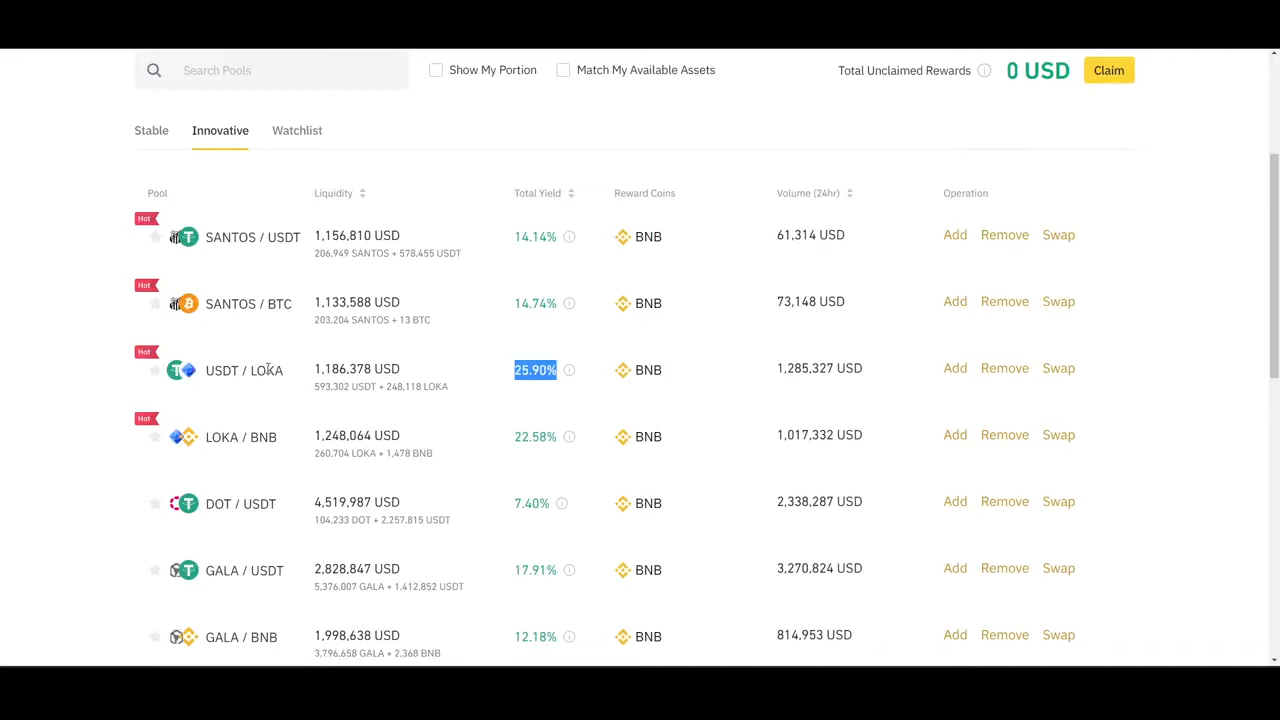 Search Pools
Show My Portion
Match My Available Assets
Total Unclaimed Rewards
0 USD
Claim
Stable
Innovative
Watchlist
Pool
Liquidity
Total Yield
Reward Coins
Volume (24hr)
Operation
Hot
SANTOS / USDT
1,156,810 USD
206,949 SANTOS + 578,455 USDT
14.14%
BNB
61,314 USD
Add
Remove
Swap
Hot
SANTOS / BTC
1,133,588 USD
203,204 SANTOS + 13 BTC
14.74%
BNB
73,148 USD
Add
Remove
Swap
Hot
USDT / LOKA
1,186,378 USD
593,302 USDT + 248,118 LOKA
25.90%
BNB
1,285,327 USD
Add
Remove
Swap
Hot
LOKA / BNB
1,248,064 USD
260,704 LOKA + 1,478 BNB
22.58%
BNB
1,017,332 USD
Add
Remove
Swap
DOT / USDT
4,519,987 USD
104,233 DOT + 2,257,815 USDT
7.40%
BNB
2,338,287 USD
Add
Remove
Swap
GALA / USDT
2,828,847 USD
5,376,007 GALA + 1,412,852 USDT
17.91%
BNB
3,270,824 USD
Add
Remove
Swap
GALA / BNB
1,998,638 USD
3,796,658 GALA + 2,368 BNB
12.18%
BNB
814,953 USD
Add
Remove
Swap